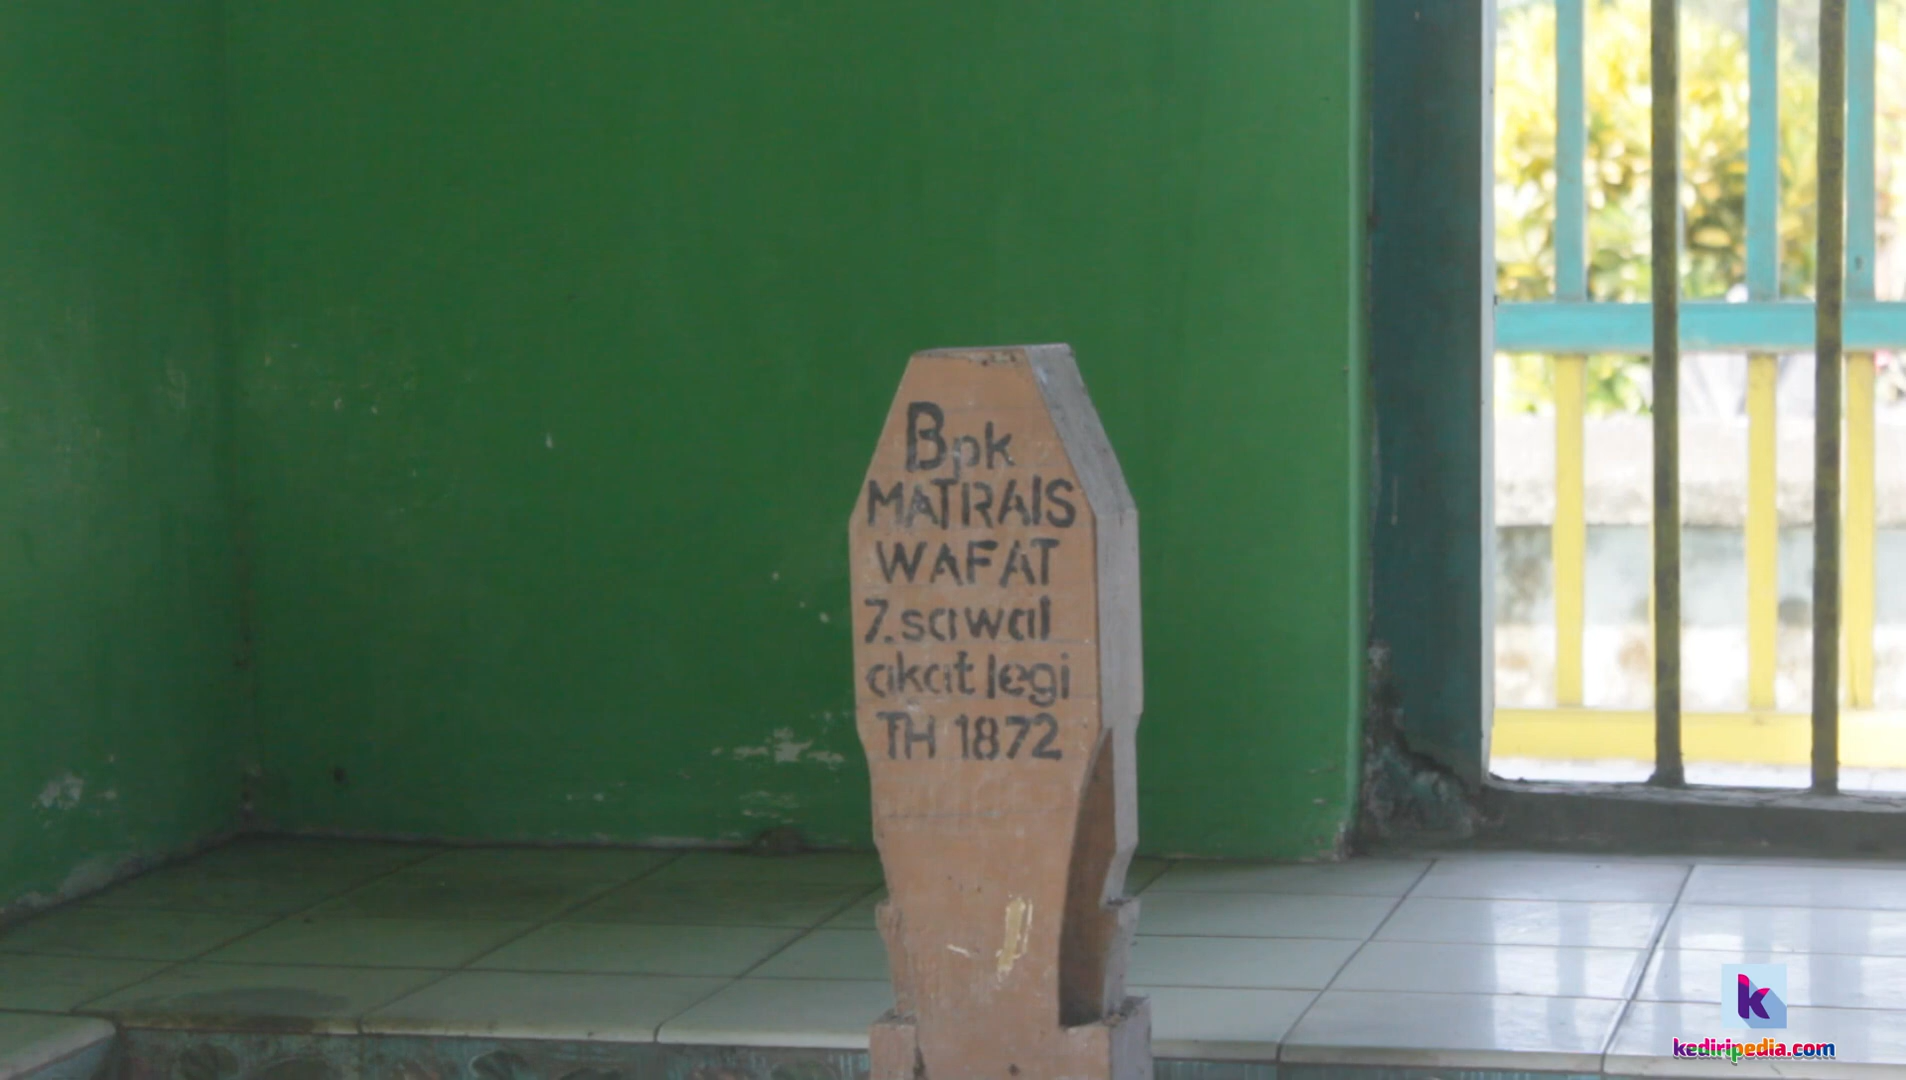 Bpk
MATRAIS
WAFAT
7. sawal
akat legi
TH 1872
k
kediripedia.com